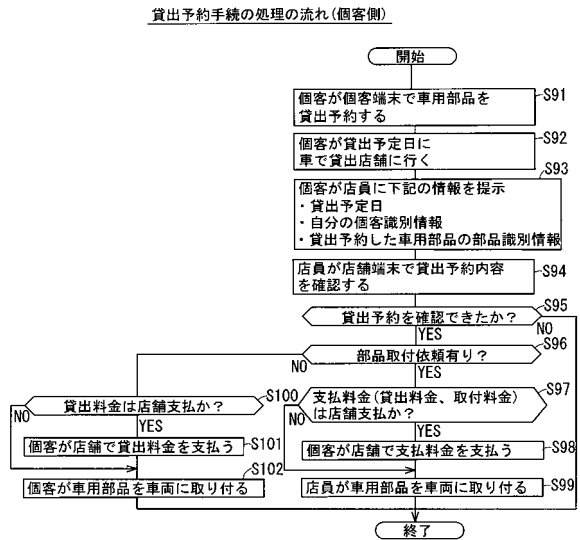 貸出予約手続の処理の流れ(個客側)
開始
個客が個客端末で車用部品を
貸出予約する
S91
個客が貸出予定日に
車で貸出店舗に行く
S92
個客が店員に下記の情報を提示
・貸出予定日
・自分の個客識別情報
・貸出予約した車用部品の部品識別情報
S93
店員が店舗端末で貸出予約内容
を確認する
S94
貸出予約を確認できたか？
S95
NO
YES
部品取付依頼有り？
S96
NO
YES
貸出料金は店舗支払か？
S100
NO
YES
支払料金(貸出料金、取付料金)
は店舗支払か？
S97
NO
YES
個客が店舗で貸出料金を支払う
S101
個客が店舗で支払料金を支払う
S98
個客が車用部品を車両に取り付る
S102
店員が車用部品を車両に取り付る
S99
終了